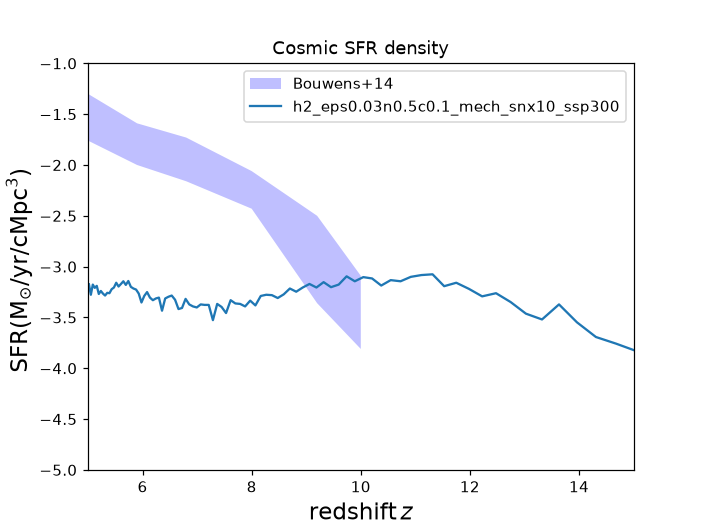 Cosmic SFR density
Bouwens+14
h2_eps0.03n0.5c0.1_mech_snx10_ssp300
SFR(M⊙/yr/cMpc³)
−1.0
−1.5
−2.0
−2.5
−3.0
−3.5
−4.0
−4.5
−5.0
6 8 10 12 14
redshift z